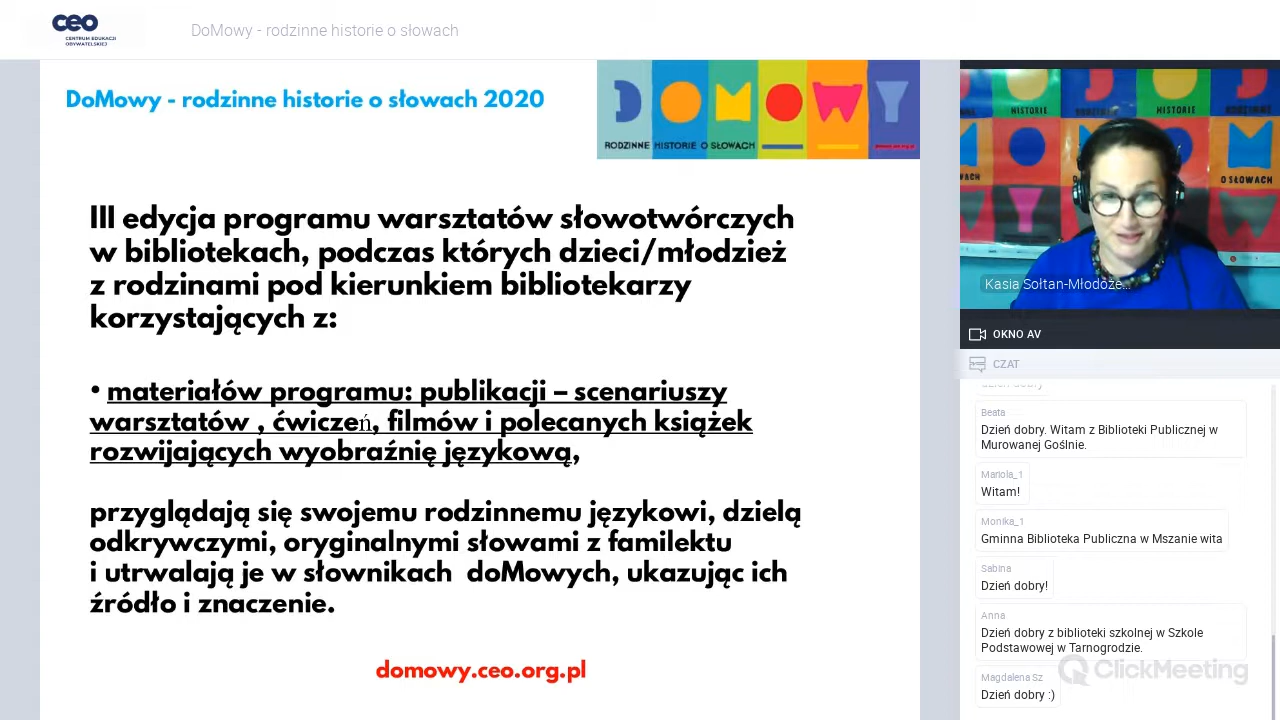 ceo
CENTRUM EDUKACJI
OBYWATELSKIEJ
DoMowy - rodzinne historie o słowach
DoMowy - rodzinne historie o słowach 2020
DOMOWY
RODZINNE HISTORIE O SŁOWACH
III edycja programu warsztatów słowotwórczych
w bibliotekach, podczas których dzieci/młodzież
z rodzinami pod kierunkiem bibliotekarzy
korzystających z:
• materiałów programu: publikacji – scenariuszy
warsztatów , ćwiczeń, filmów i polecanych książek
rozwijających wyobraźnię językową,
przyglądają się swojemu rodzinnemu językowi, dzielą
odkrywczymi, oryginalnymi słowami z familektu
i utrwalają je w słownikach doMowych, ukazując ich
źródło i znaczenie.
domowy.ceo.org.pl
HISTORIE
HISTORIE
O SŁOWACH
Kasia Sołtan-Młodoże...
OKNO AV
CZAT
Beata
Dzień dobry. Witam z Biblioteki Publicznej w
Murowanej Goślnie.
Mariola_1
Witam!
Monika_1
Gminna Biblioteka Publiczna w Mszanie wita
Sabina
Dzień dobry!
Anna
Dzień dobry z biblioteki szkolnej w Szkole
Podstawowej w Tarnogrodzie.
Magdalena Sz
Dzień dobry :)
ClickMeeting